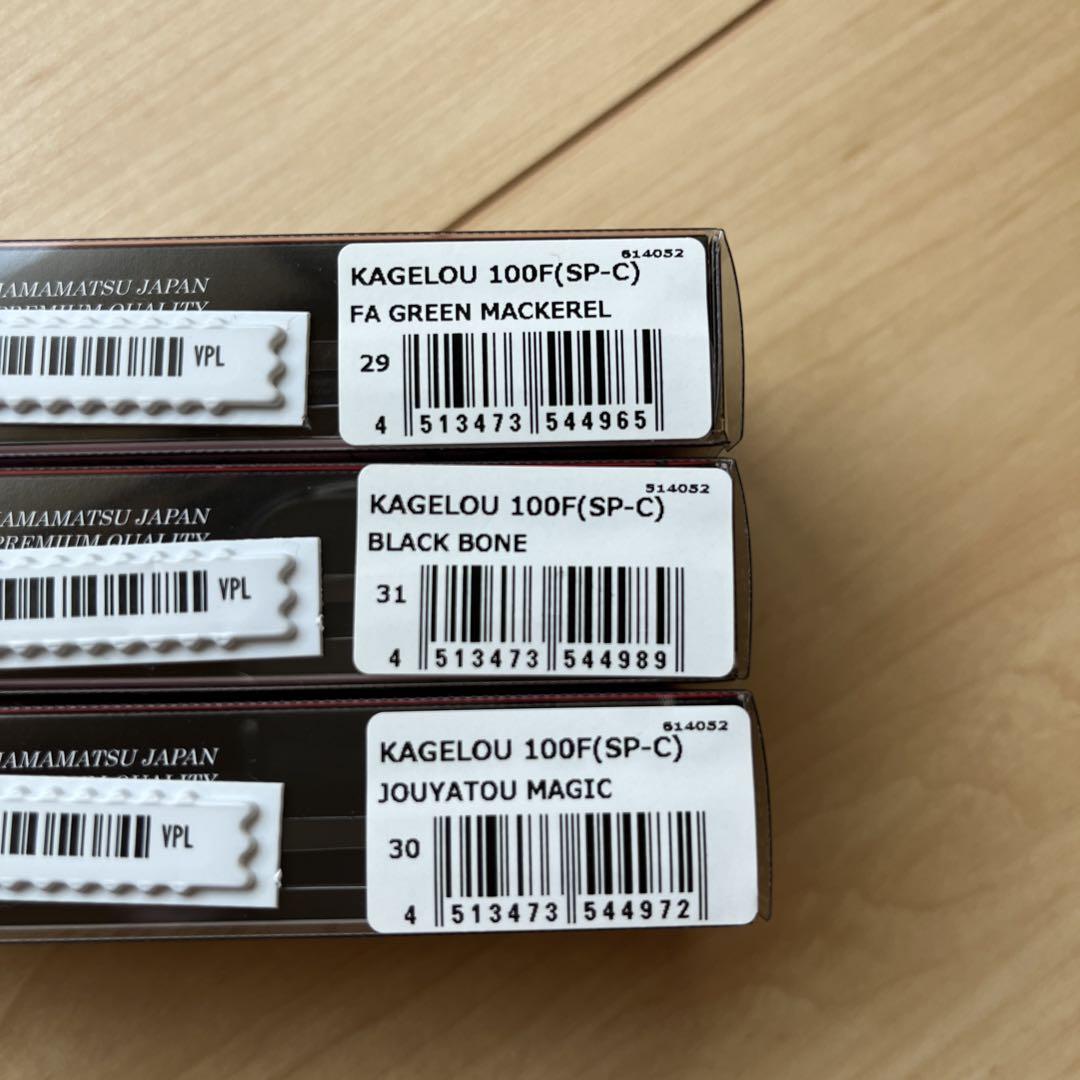 614052
KAGELOU 100F(SP-C)
FA GREEN MACKEREL
29
4 513473 544965
HAMAMATSU JAPAN
PREMIUM QUALITY
VPL
514052
KAGELOU 100F(SP-C)
BLACK BONE
31
4 513473 544989
HAMAMATSU JAPAN
PREMIUM QUALITY
VPL
614052
KAGELOU 100F(SP-C)
JOUYATOU MAGIC
30
4 513473 544972
HAMAMATSU JAPAN
VPL